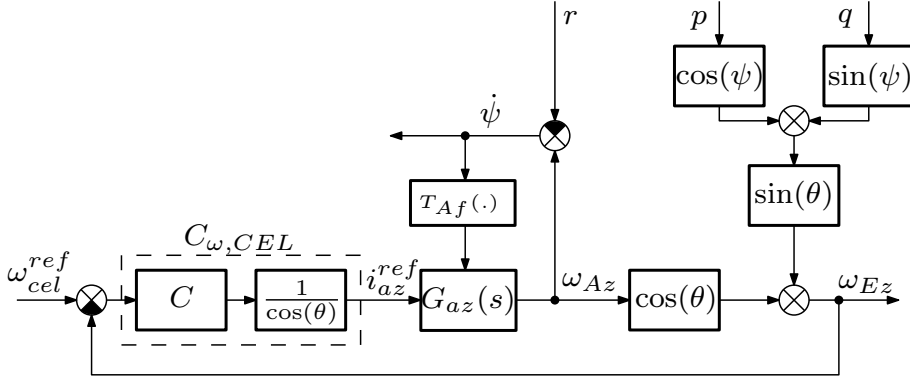 r
p
q
cos(ψ)
sin(ψ)
ψ̇
T_{Af}(.)
sin(θ)
C_{ω,CEL}
ω_{cel}^{ref}
C
1/cos(θ)
i_{az}^{ref}
G_{az}(s)
ω_{Az}
cos(θ)
ω_{Ez}